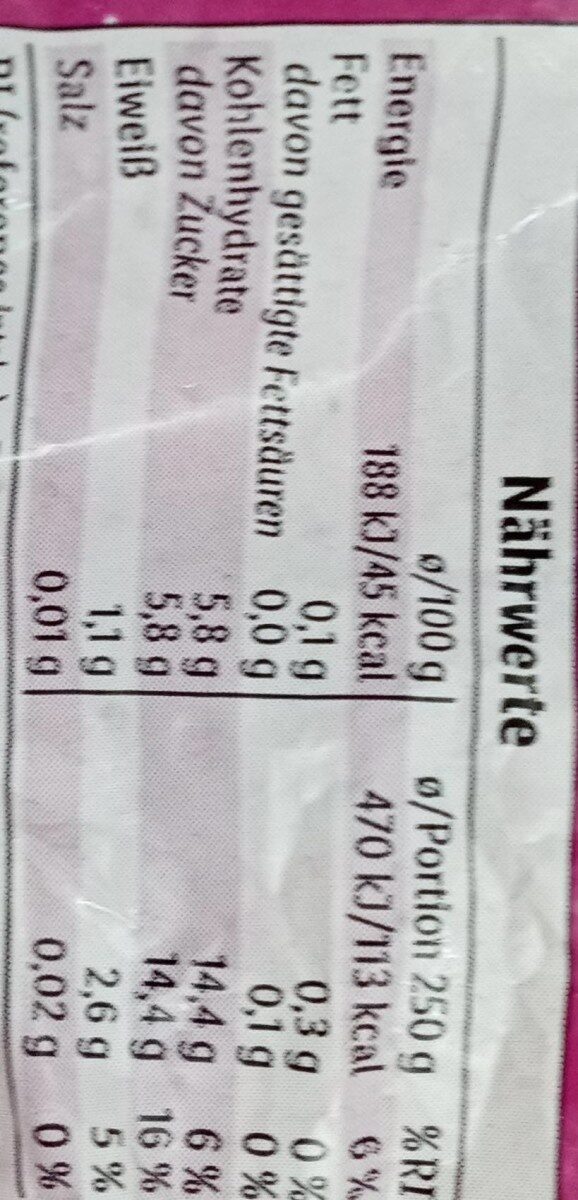 Nährwerte
ø/100 g ø/Portion 250 g %RI
Energie 188 kJ/45 kcal 470 kJ/113 kcal 6 %
Fett 0,1 g 0,3 g 0 %
davon gesättigte Fettsäuren 0,0 g 0,1 g 0 %
Kohlenhydrate 5,8 g 14,4 g 6 %
davon Zucker 5,8 g 14,4 g 16 %
Eiweiß 1,1 g 2,6 g 5 %
Salz 0,01 g 0,02 g 0 %